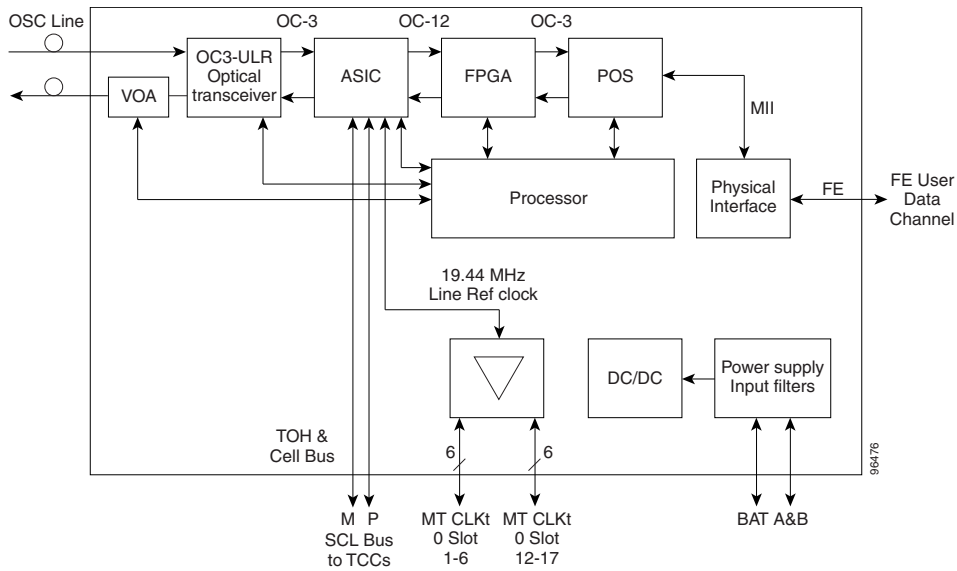 OSC Line
OC-3
OC-12
OC-3
VOA
OC3-ULR
Optical
transceiver
ASIC
FPGA
POS
MII
Processor
Physical
Interface
FE
FE User
Data
Channel
19.44 MHz
Line Ref clock
DC/DC
Power supply
Input filters
TOH &
Cell Bus
6
6
96476
M P
SCL Bus
to TCCs
MT CLKt
0 Slot
1-6
MT CLKt
0 Slot
12-17
BAT A&B